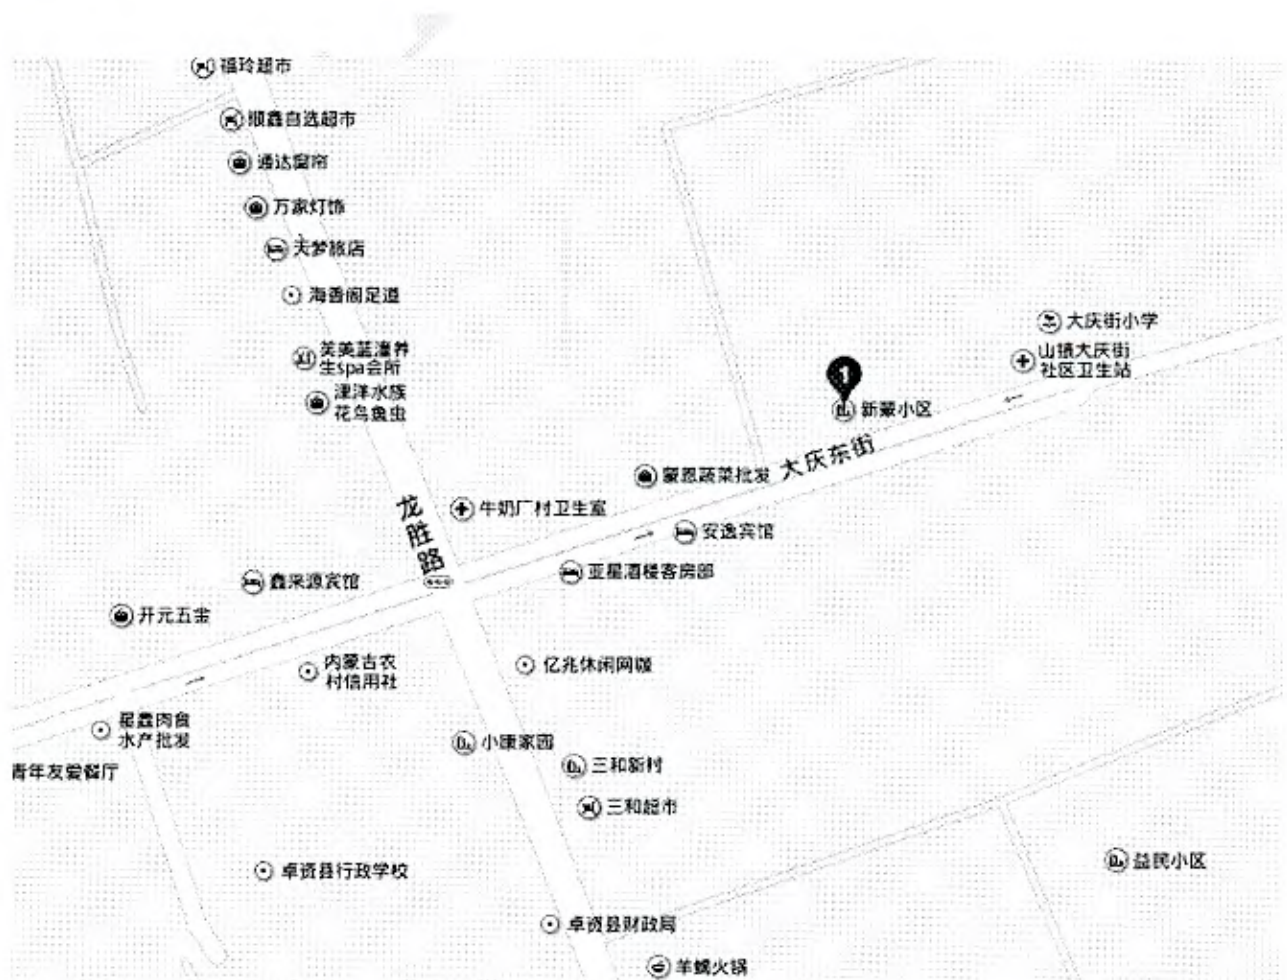 福玲超市
顺鑫自选超市
通达窗帘
万家灯饰
天梦旅店
海香阁足道
大庆街小学
山镇大庆街
社区卫生站
芙美蓝潼养
生spa会所
1
津洋水族
花鸟鱼虫
新蒙小区
大庆东街
蒙恩蔬菜批发
龙胜路
牛奶厂村卫生室
安逸宾馆
亚星酒楼客房部
鑫来源宾馆
开元五金
内蒙古农
村信用社
亿兆休闲网咖
星鑫肉食
水产批发
小康家园
三和新村
青年友爱餐厅
三和超市
益民小区
卓资县行政学校
卓资县财政局
羊蝎火锅